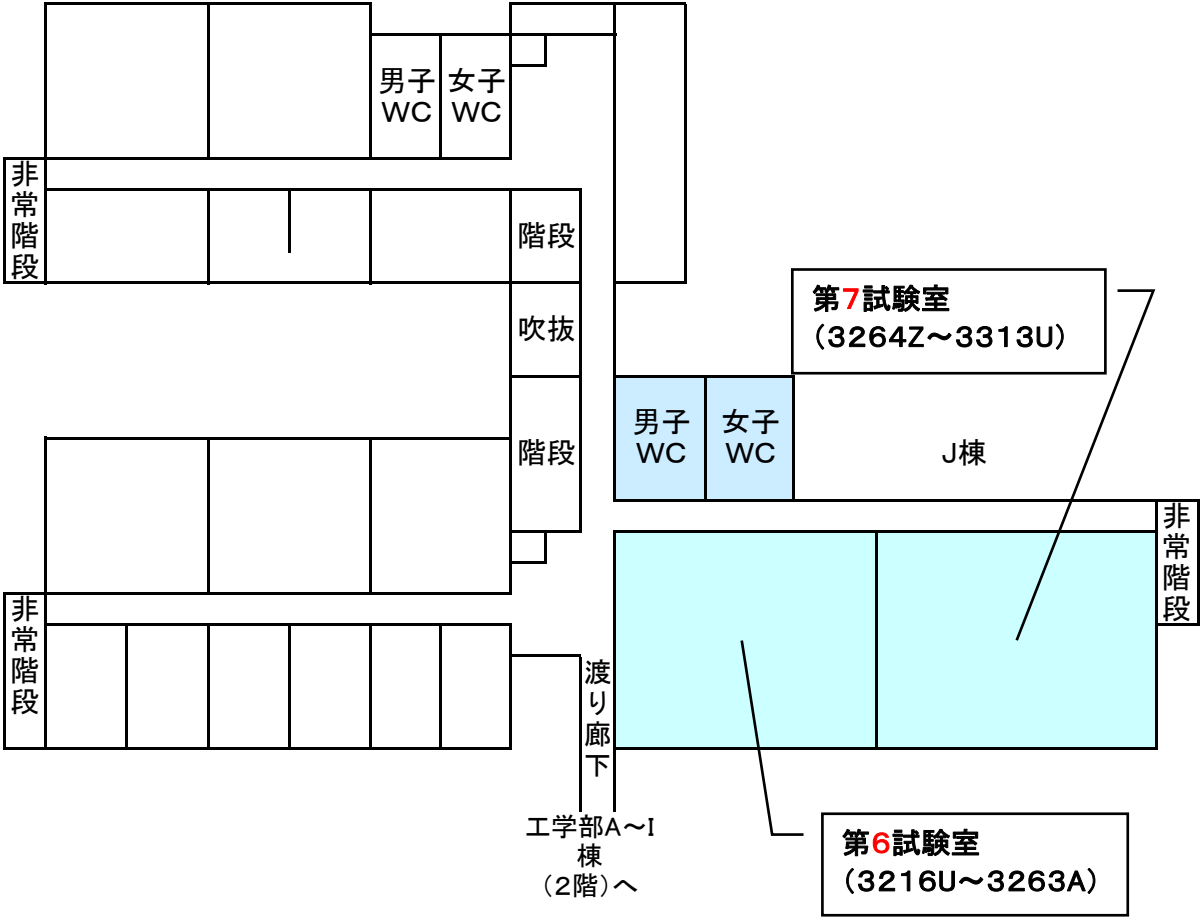 男子
WC
女子
WC
非常階段
階段
吹抜
階段
第7試験室
（3264Z～3313U）
男子
WC
女子
WC
J棟
非常階段
非常階段
渡り廊下
工学部A～I
棟
（2階）へ
第6試験室
（3216U～3263A）